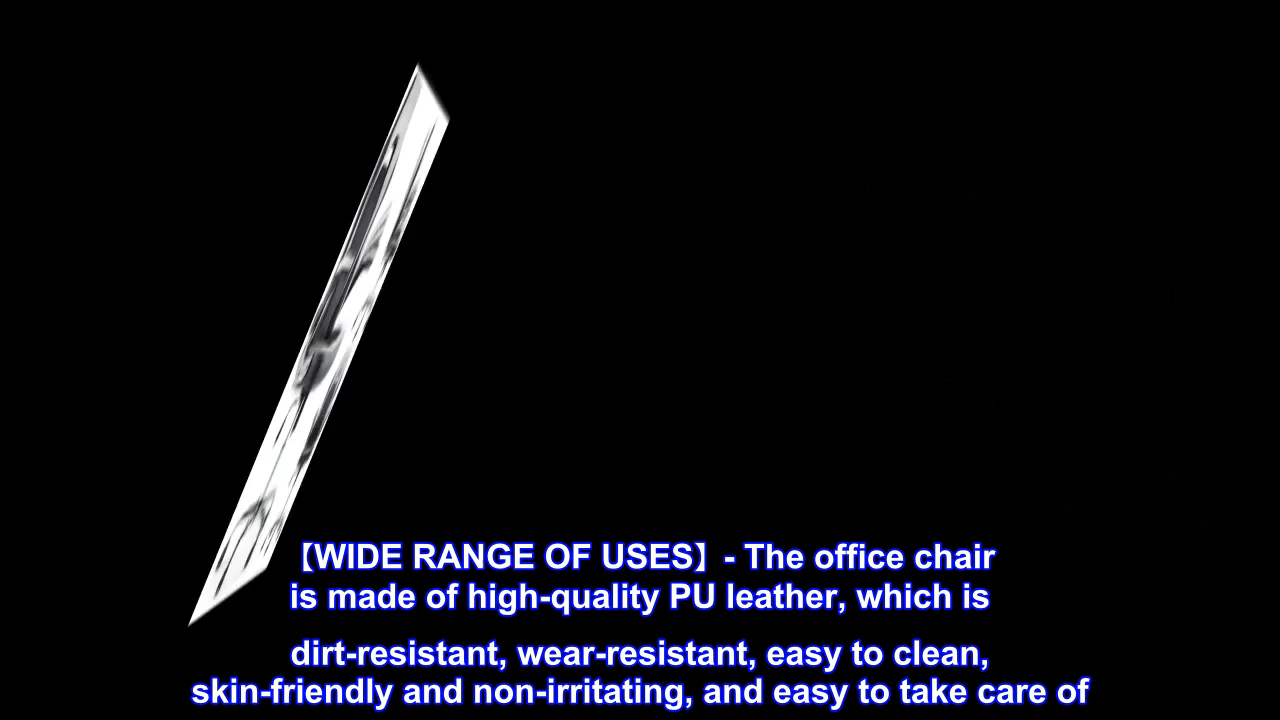 【WIDE RANGE OF USES】- The office chair
is made of high-quality PU leather, which is
dirt-resistant, wear-resistant, easy to clean,
skin-friendly and non-irritating, and easy to take care of